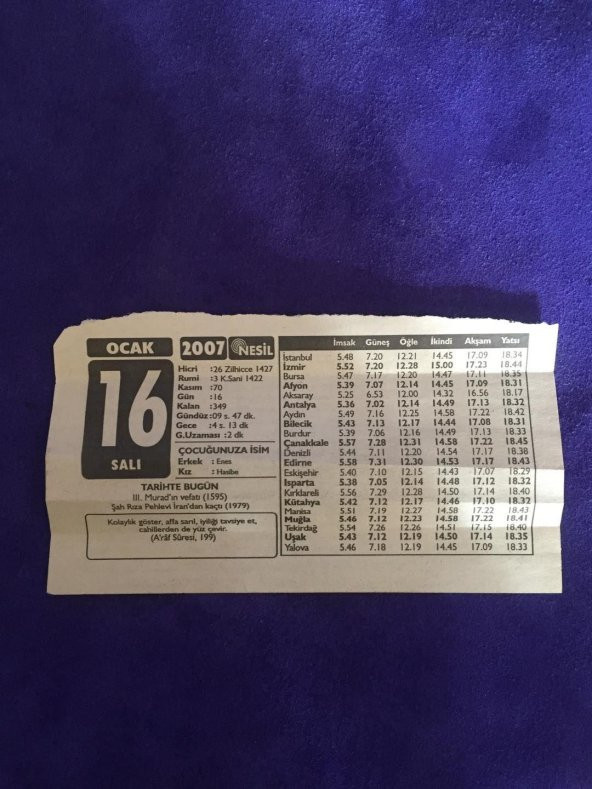 OCAK 2007 NESİL
16
SALI
Hicri :26 Zilhicce 1427
Rumi :3 K.Sani 1422
Kasım :70
Gün :16
Kalan :349
Gündüz :09 s. 47 dk.
Gece :4 s. 13 dk
G.Uzaması :2 dk
ÇOCUĞUNUZA İSİM
Erkek : Enes
Kız : Hasibe
TARİHTE BUGÜN
III. Murad'ın vefatı (1595)
Şah Rıza Pehlevi İran'dan kaçtı (1979)
Kolaylık göster, affa sarıl, iyiliği tavsiye et,
cahillerden de yüz çevir.
(A'râf Sûresi, 199)
İmsak Güneş Öğle İkindi Akşam Yatsı
İstanbul 5.48 7.20 12.21 14.45 17.09 18.34
İzmir 5.52 7.20 12.28 15.00 17.23 18.44
Bursa 5.47 7.17 12.20 14.47 17.11 18.35
Afyon 5.39 7.07 12.14 14.45 17.09 18.31
Aksaray 5.25 6.53 12.00 14.32 16.56 18.17
Antalya 5.36 7.02 12.14 14.49 17.13 18.32
Aydın 5.49 7.16 12.25 14.58 17.22 18.42
Bilecik 5.43 7.13 12.17 14.44 17.08 18.31
Burdur 5.39 7.06 12.16 14.49 17.13 18.33
Çanakkale 5.57 7.28 12.31 14.58 17.22 18.45
Denizli 5.44 7.11 12.20 14.54 17.17 18.38
Edirne 5.58 7.31 12.30 14.53 17.17 18.43
Eskişehir 5.40 7.10 12.15 14.43 17.07 18.29
Isparta 5.38 7.05 12.14 14.48 17.12 18.32
Kırklareli 5.56 7.29 12.28 14.50 17.14 18.40
Kütahya 5.42 7.12 12.17 14.46 17.10 18.32
Manisa 5.51 7.19 12.27 14.58 17.22 18.43
Muğla 5.46 7.12 12.23 14.58 17.22 18.41
Tekirdağ 5.54 7.26 12.26 14.51 17.15 18.40
Uşak 5.43 7.12 12.19 14.50 17.14 18.35
Yalova 5.46 7.18 12.19 14.45 17.09 18.33